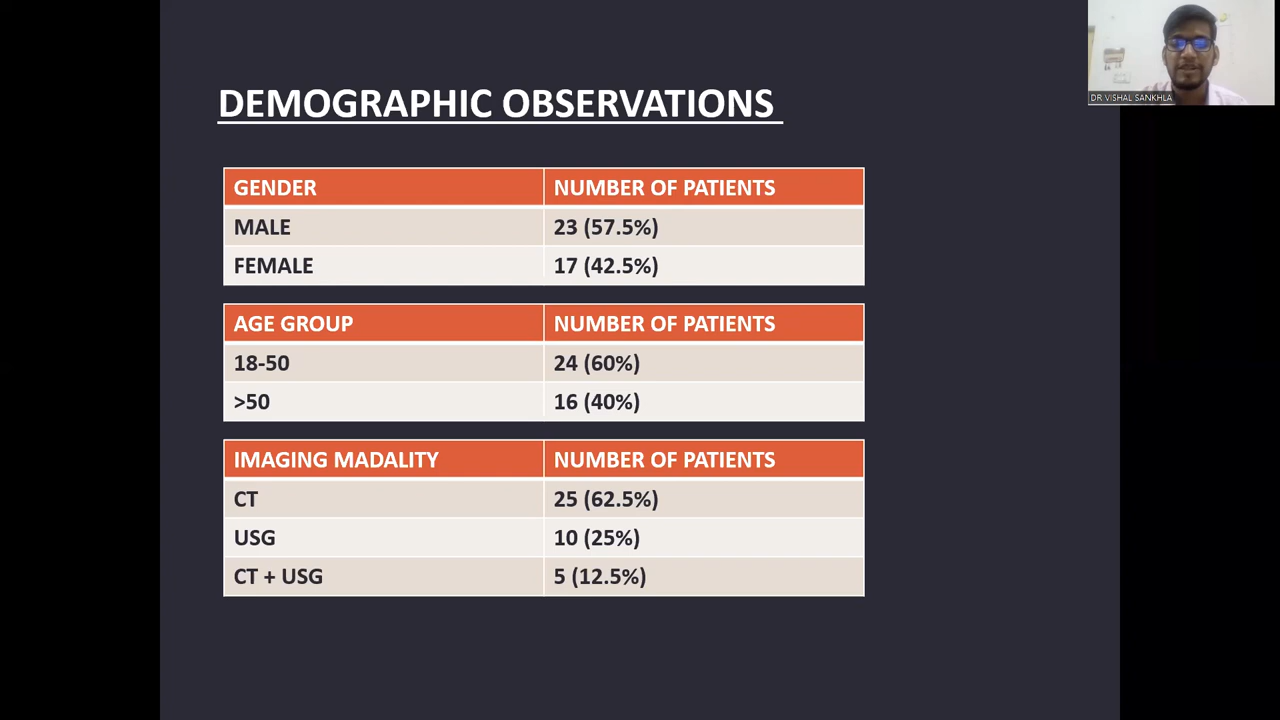 DEMOGRAPHIC OBSERVATIONS
GENDER NUMBER OF PATIENTS
MALE 23 (57.5%)
FEMALE 17 (42.5%)
AGE GROUP NUMBER OF PATIENTS
18-50 24 (60%)
>50 16 (40%)
IMAGING MADALITY NUMBER OF PATIENTS
CT 25 (62.5%)
USG 10 (25%)
CT + USG 5 (12.5%)
DR VISHAL SANKHLA